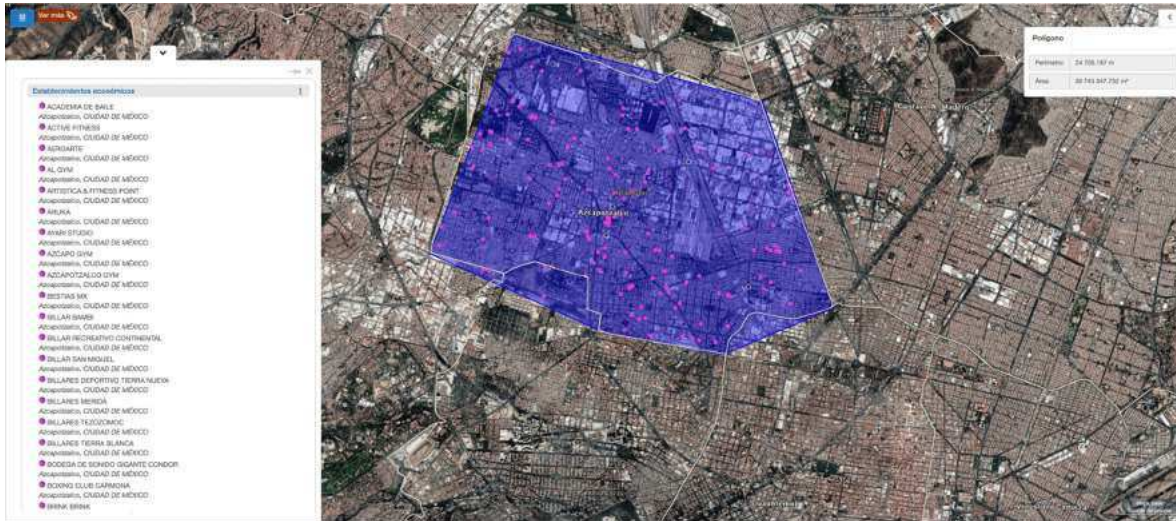 Ver más
Establecimientos económicos
ACADEMIA DE BAILE
Azcapotzalco, CIUDAD DE MÉXICO
ACTIVE FITNESS
Azcapotzalco, CIUDAD DE MÉXICO
AEROARTE
Azcapotzalco, CIUDAD DE MÉXICO
AL GYM
Azcapotzalco, CIUDAD DE MÉXICO
ARTISTICA & FITNESS POINT
Azcapotzalco, CIUDAD DE MÉXICO
Azcapotzalco, CIUDAD DE MÉXICO
AYARI STUDIO
Azcapotzalco, CIUDAD DE MÉXICO
AZCAPO GYM
Azcapotzalco, CIUDAD DE MÉXICO
AZCAPOTZALCO GYM
Azcapotzalco, CIUDAD DE MÉXICO
BESTIAS MX
Azcapotzalco, CIUDAD DE MÉXICO
BILLAR BAMBI
Azcapotzalco, CIUDAD DE MÉXICO
BILLAR RECREATIVO CONTINENTAL
Azcapotzalco, CIUDAD DE MÉXICO
BILLAR SAN MIGUEL
Azcapotzalco, CIUDAD DE MÉXICO
BILLARES DEPORTIVO TIERRA NUEVA
Azcapotzalco, CIUDAD DE MÉXICO
BILLARES MERIDA
Azcapotzalco, CIUDAD DE MÉXICO
BILLARES TEZOZOMOC
Azcapotzalco, CIUDAD DE MÉXICO
BILLARES TIERRA BLANCA
Azcapotzalco, CIUDAD DE MÉXICO
BODEGA DE SONIDO GIGANTE CONDOR
Azcapotzalco, CIUDAD DE MÉXICO
BOXING CLUB CARMONA
Azcapotzalco, CIUDAD DE MÉXICO
BRINK BRINK
Azcapotzalco
Gustavo A. Madero
Polígono
Perímetro
Área